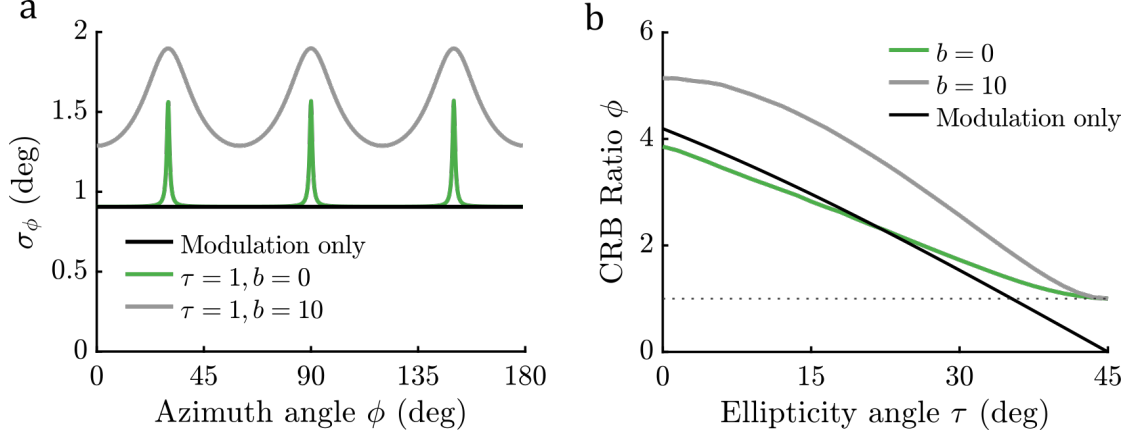 a
2
1.5
1
0.5
0
σϕ (deg)
Modulation only
τ = 1, b = 0
τ = 1, b = 10
0 45 90 135 180
Azimuth angle ϕ (deg)
b
6
4
2
0
CRB Ratio ϕ
b = 0
b = 10
Modulation only
0 15 30 45
Ellipticity angle τ (deg)